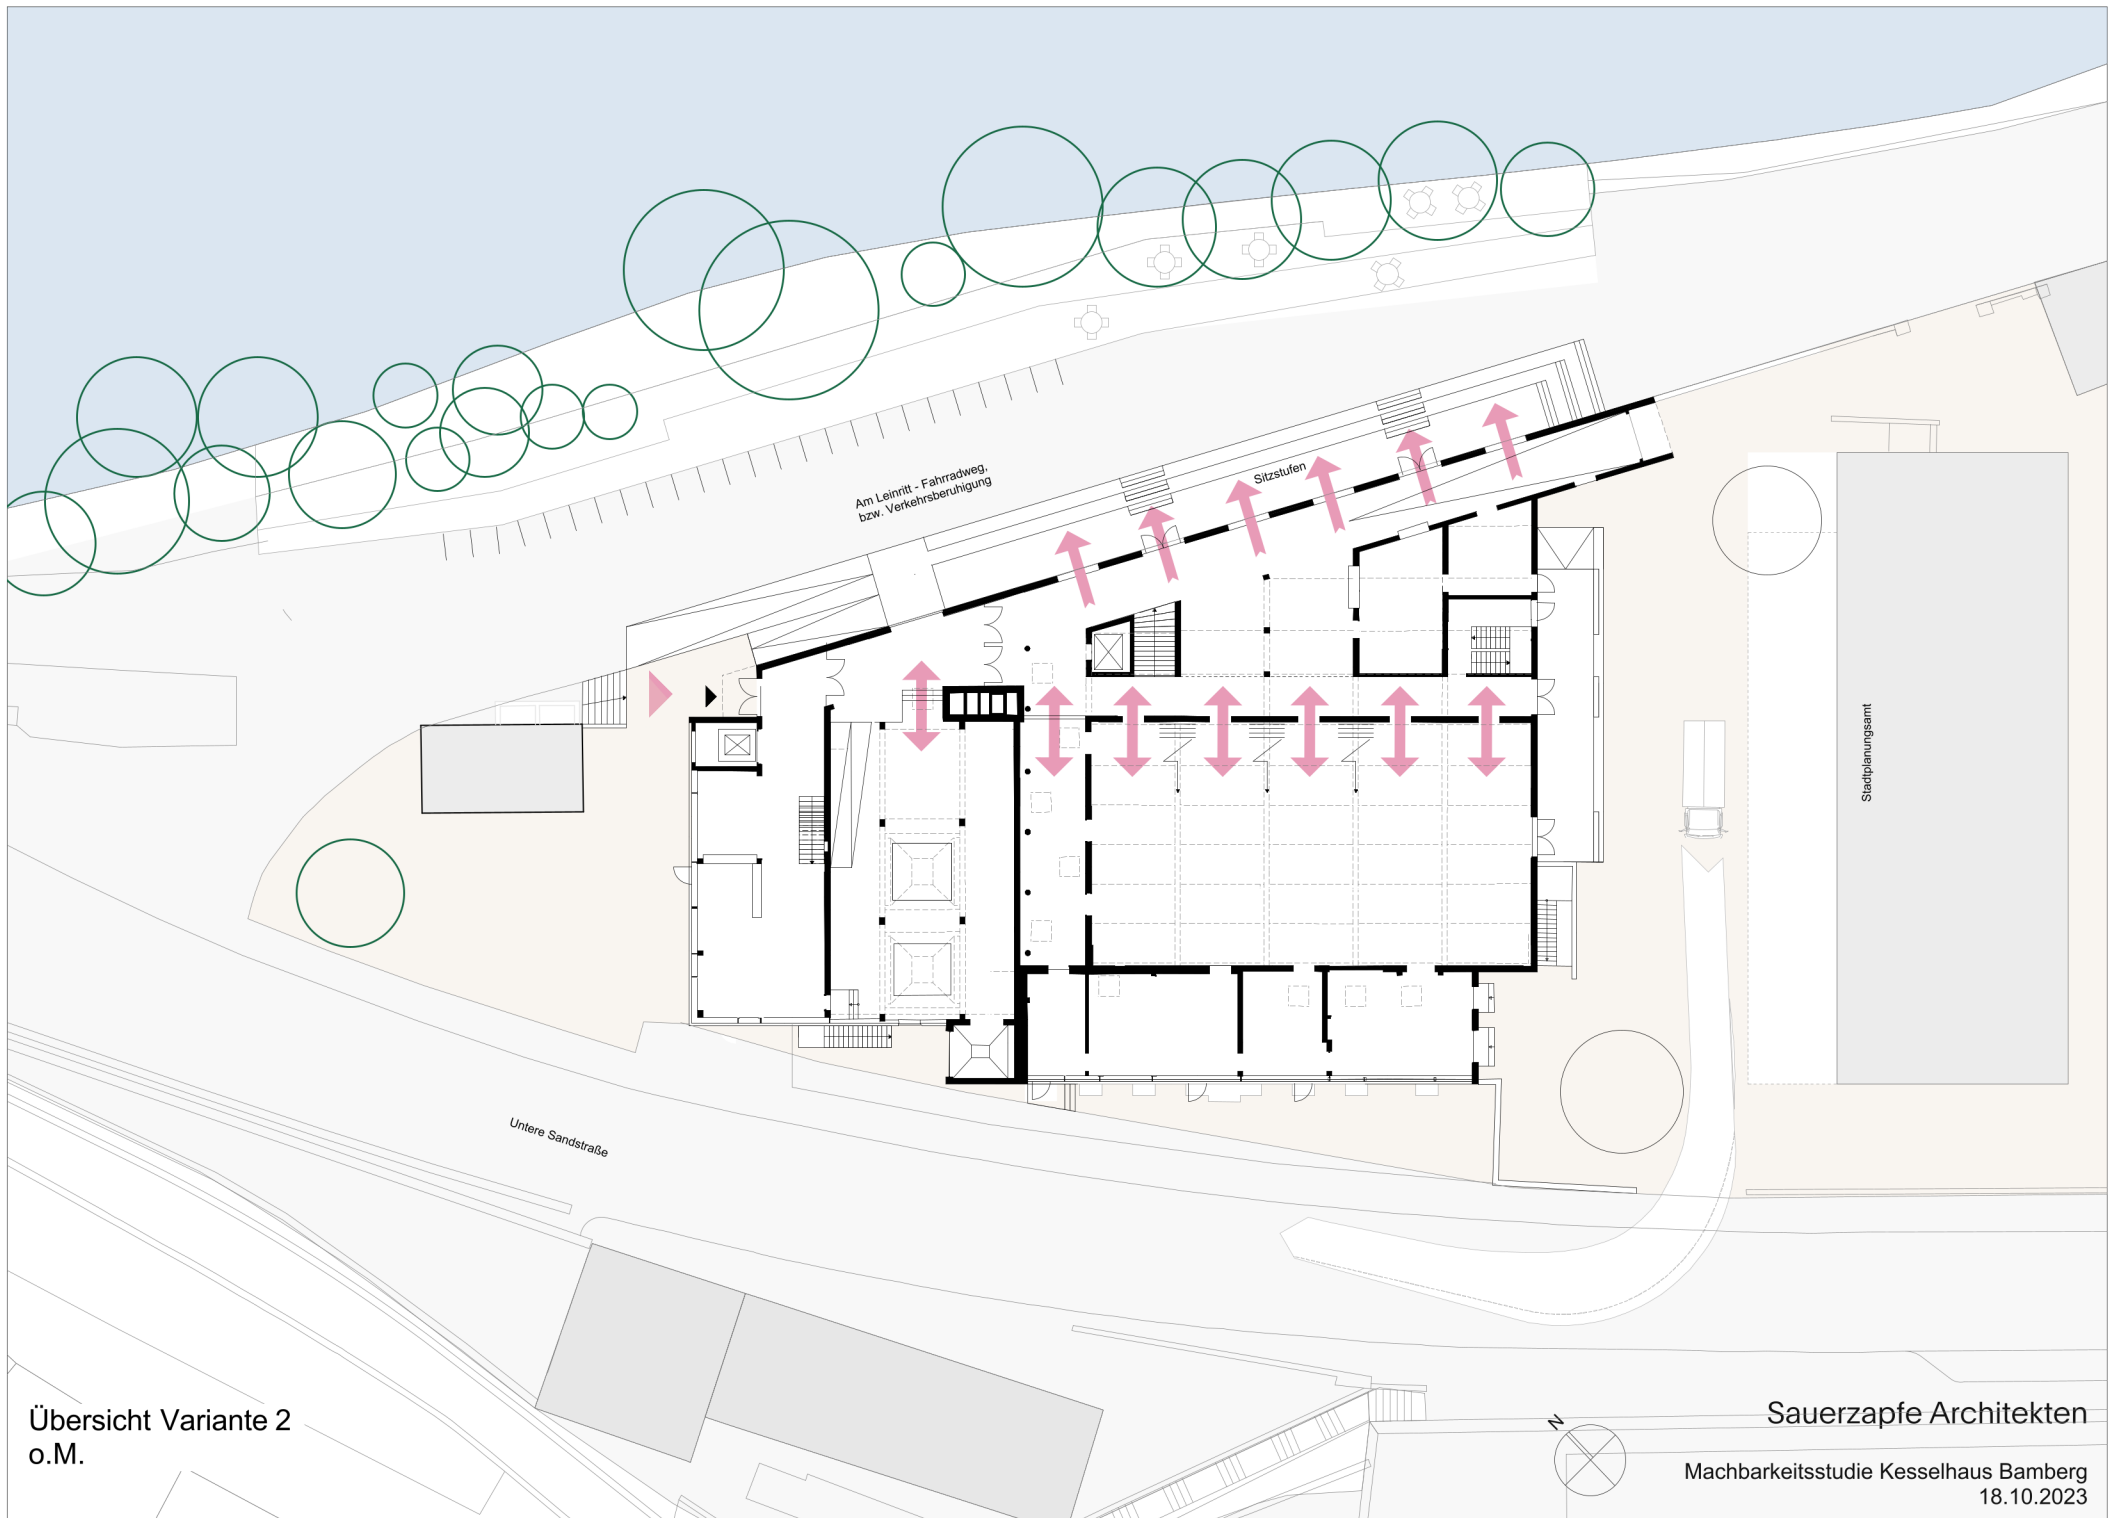 Am Leinritt - Fahrradweg,
bzw. Verkehrsberuhigung
Sitzstufen
Stadtplanungsamt
Untere Sandstraße
Übersicht Variante 2
o.M.
N
Sauerzapfe Architekten
Machbarkeitsstudie Kesselhaus Bamberg
18.10.2023